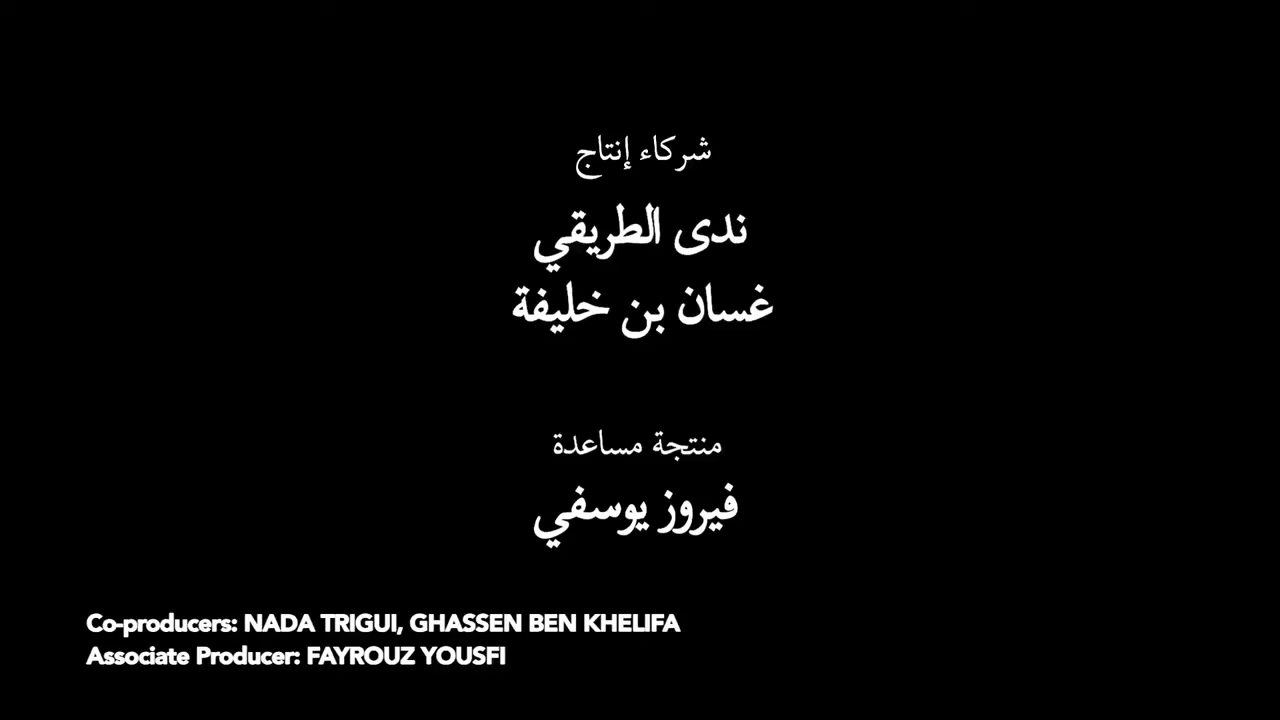 شركاء إنتاج
ندى الطريقي
غسان بن خليفة
منتجة مساعدة
فيروز يوسفي
Co-producers: NADA TRIGUI, GHASSEN BEN KHELIFA
Associate Producer: FAYROUZ YOUSFI